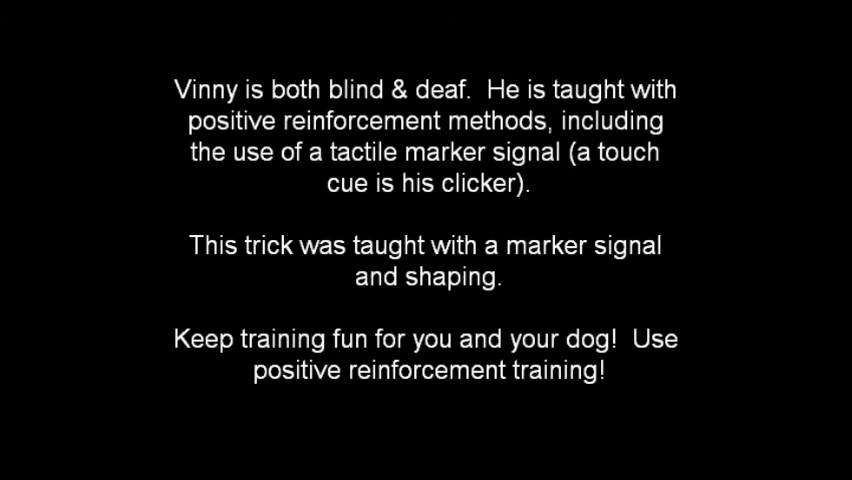 Vinny is both blind & deaf.  He is taught with
positive reinforcement methods, including
the use of a tactile marker signal (a touch
cue is his clicker).
This trick was taught with a marker signal
and shaping.
Keep training fun for you and your dog!  Use
positive reinforcement training!